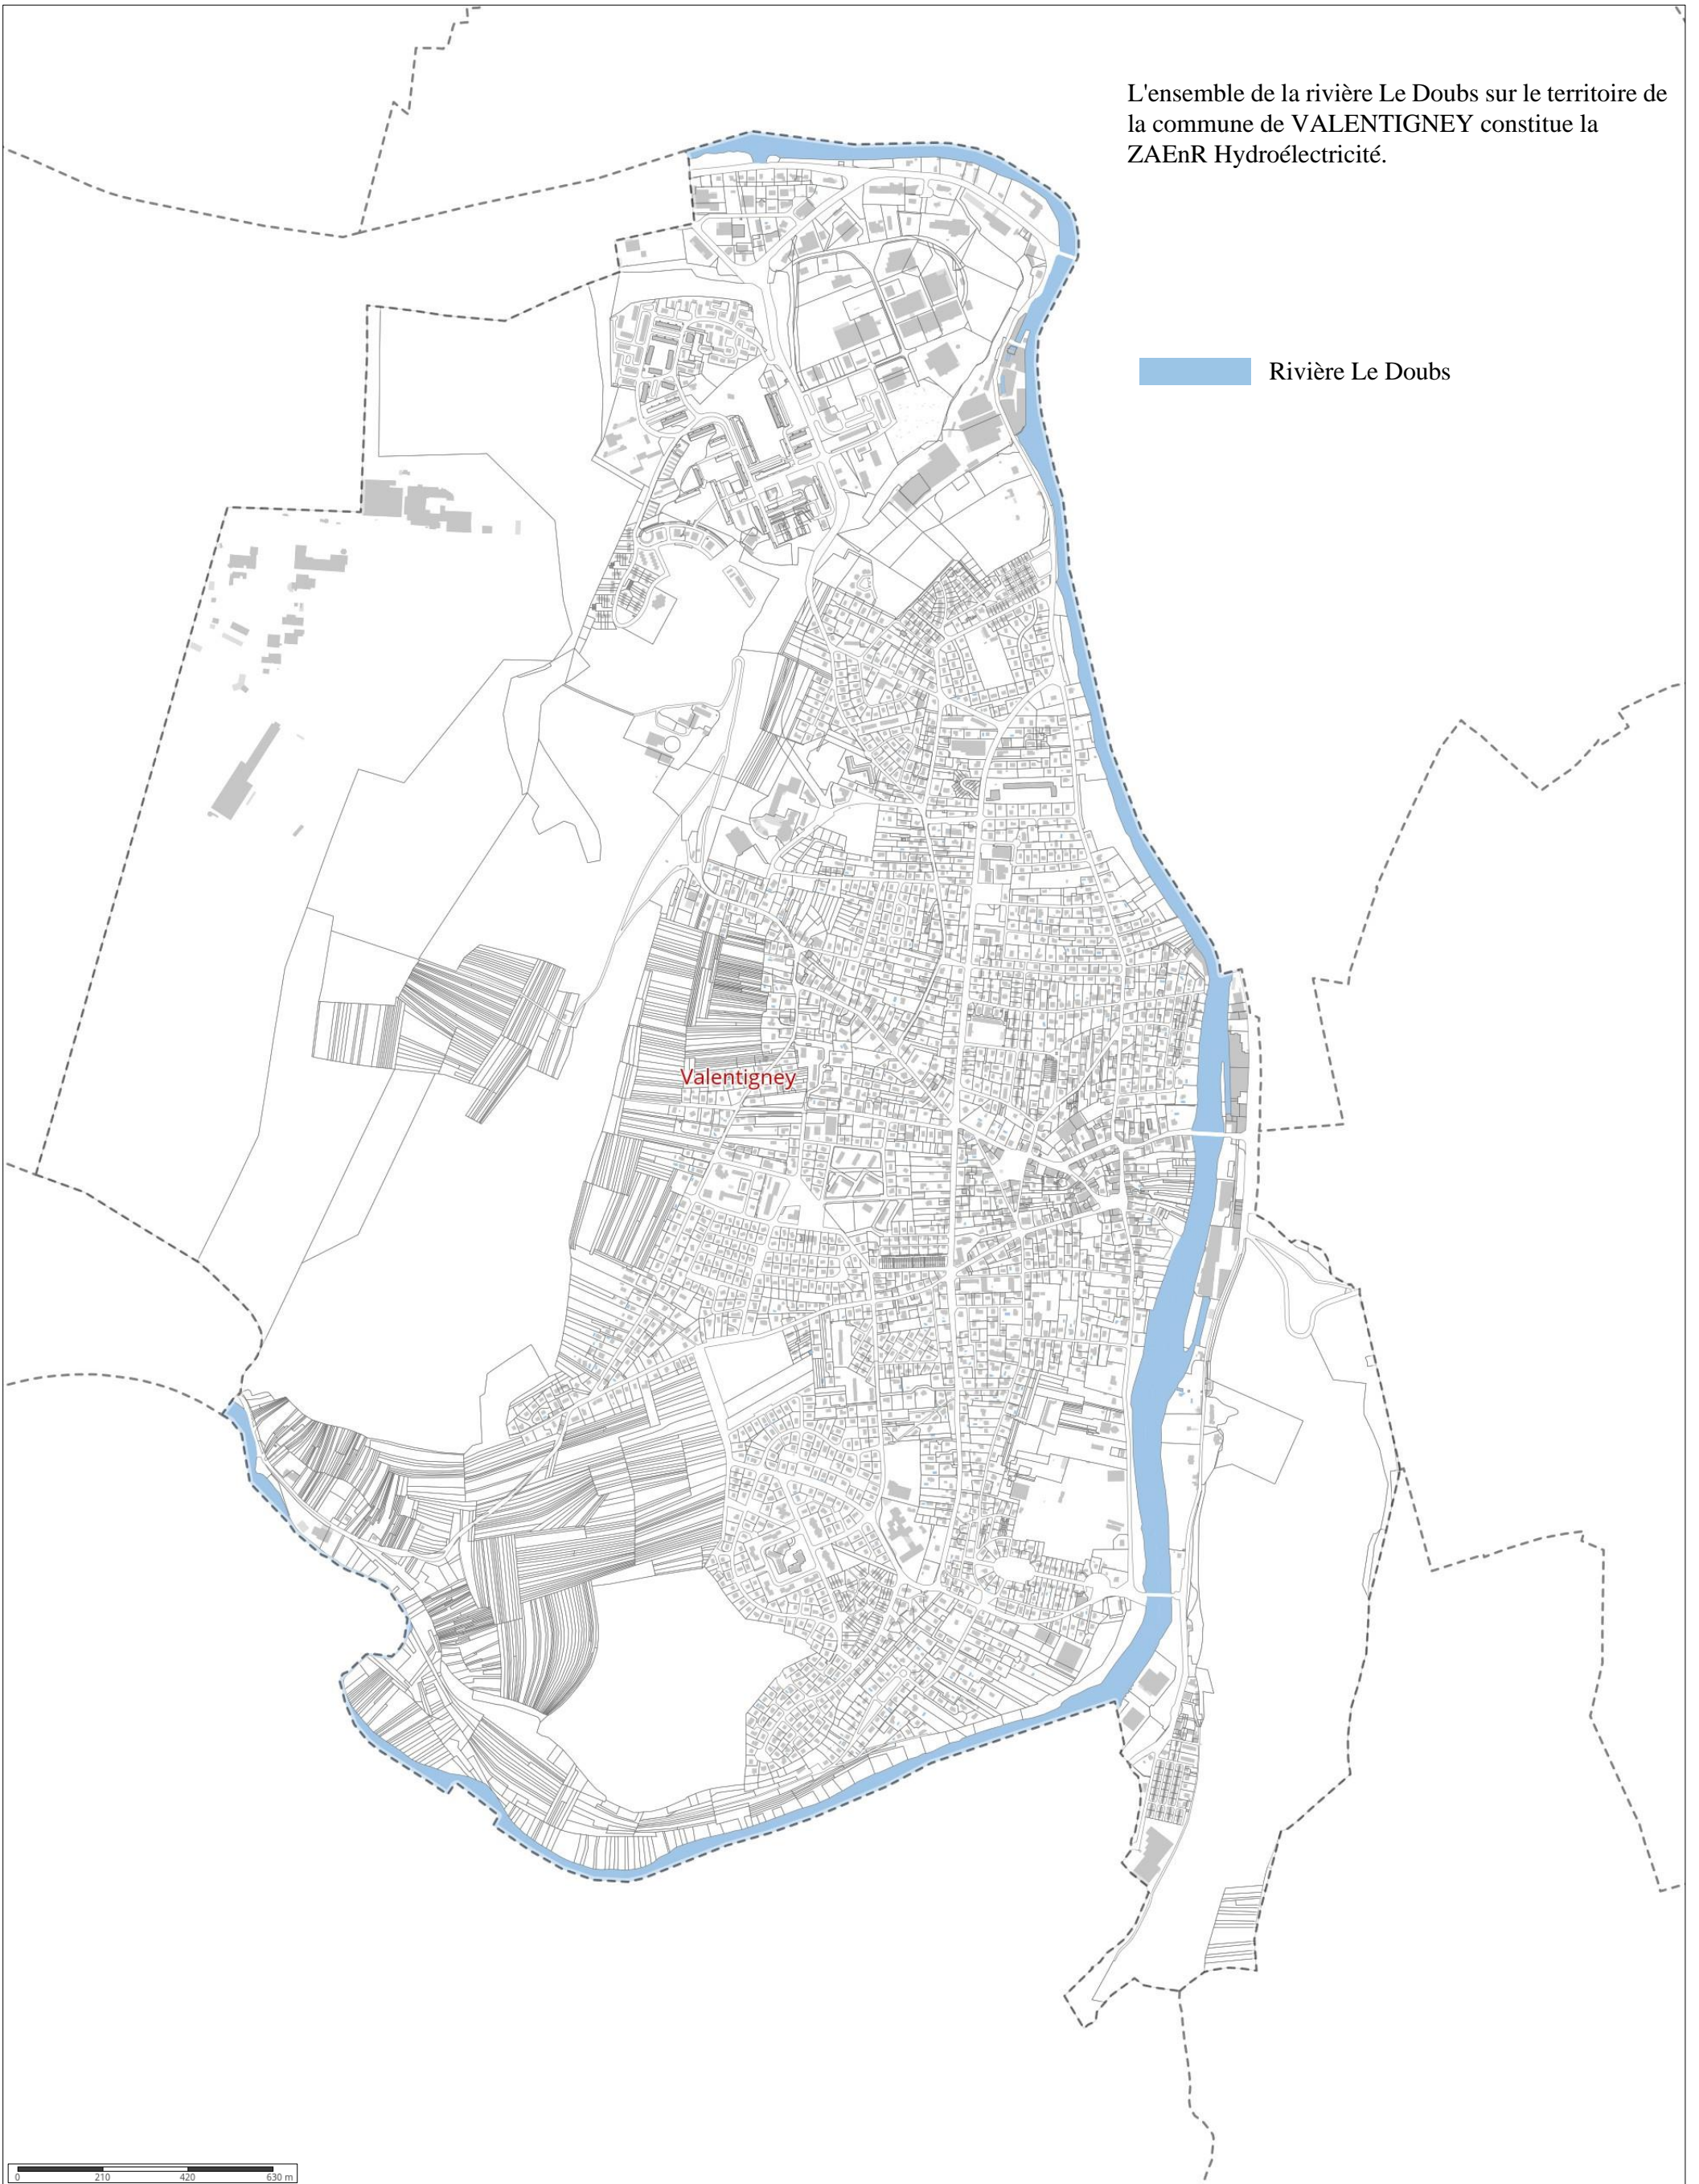 L'ensemble de la rivière Le Doubs sur le territoire de
la commune de VALENTIGNEY constitue la
ZAEnR Hydroélectricité.
Rivière Le Doubs
Valentigney
0 210 420 630 m